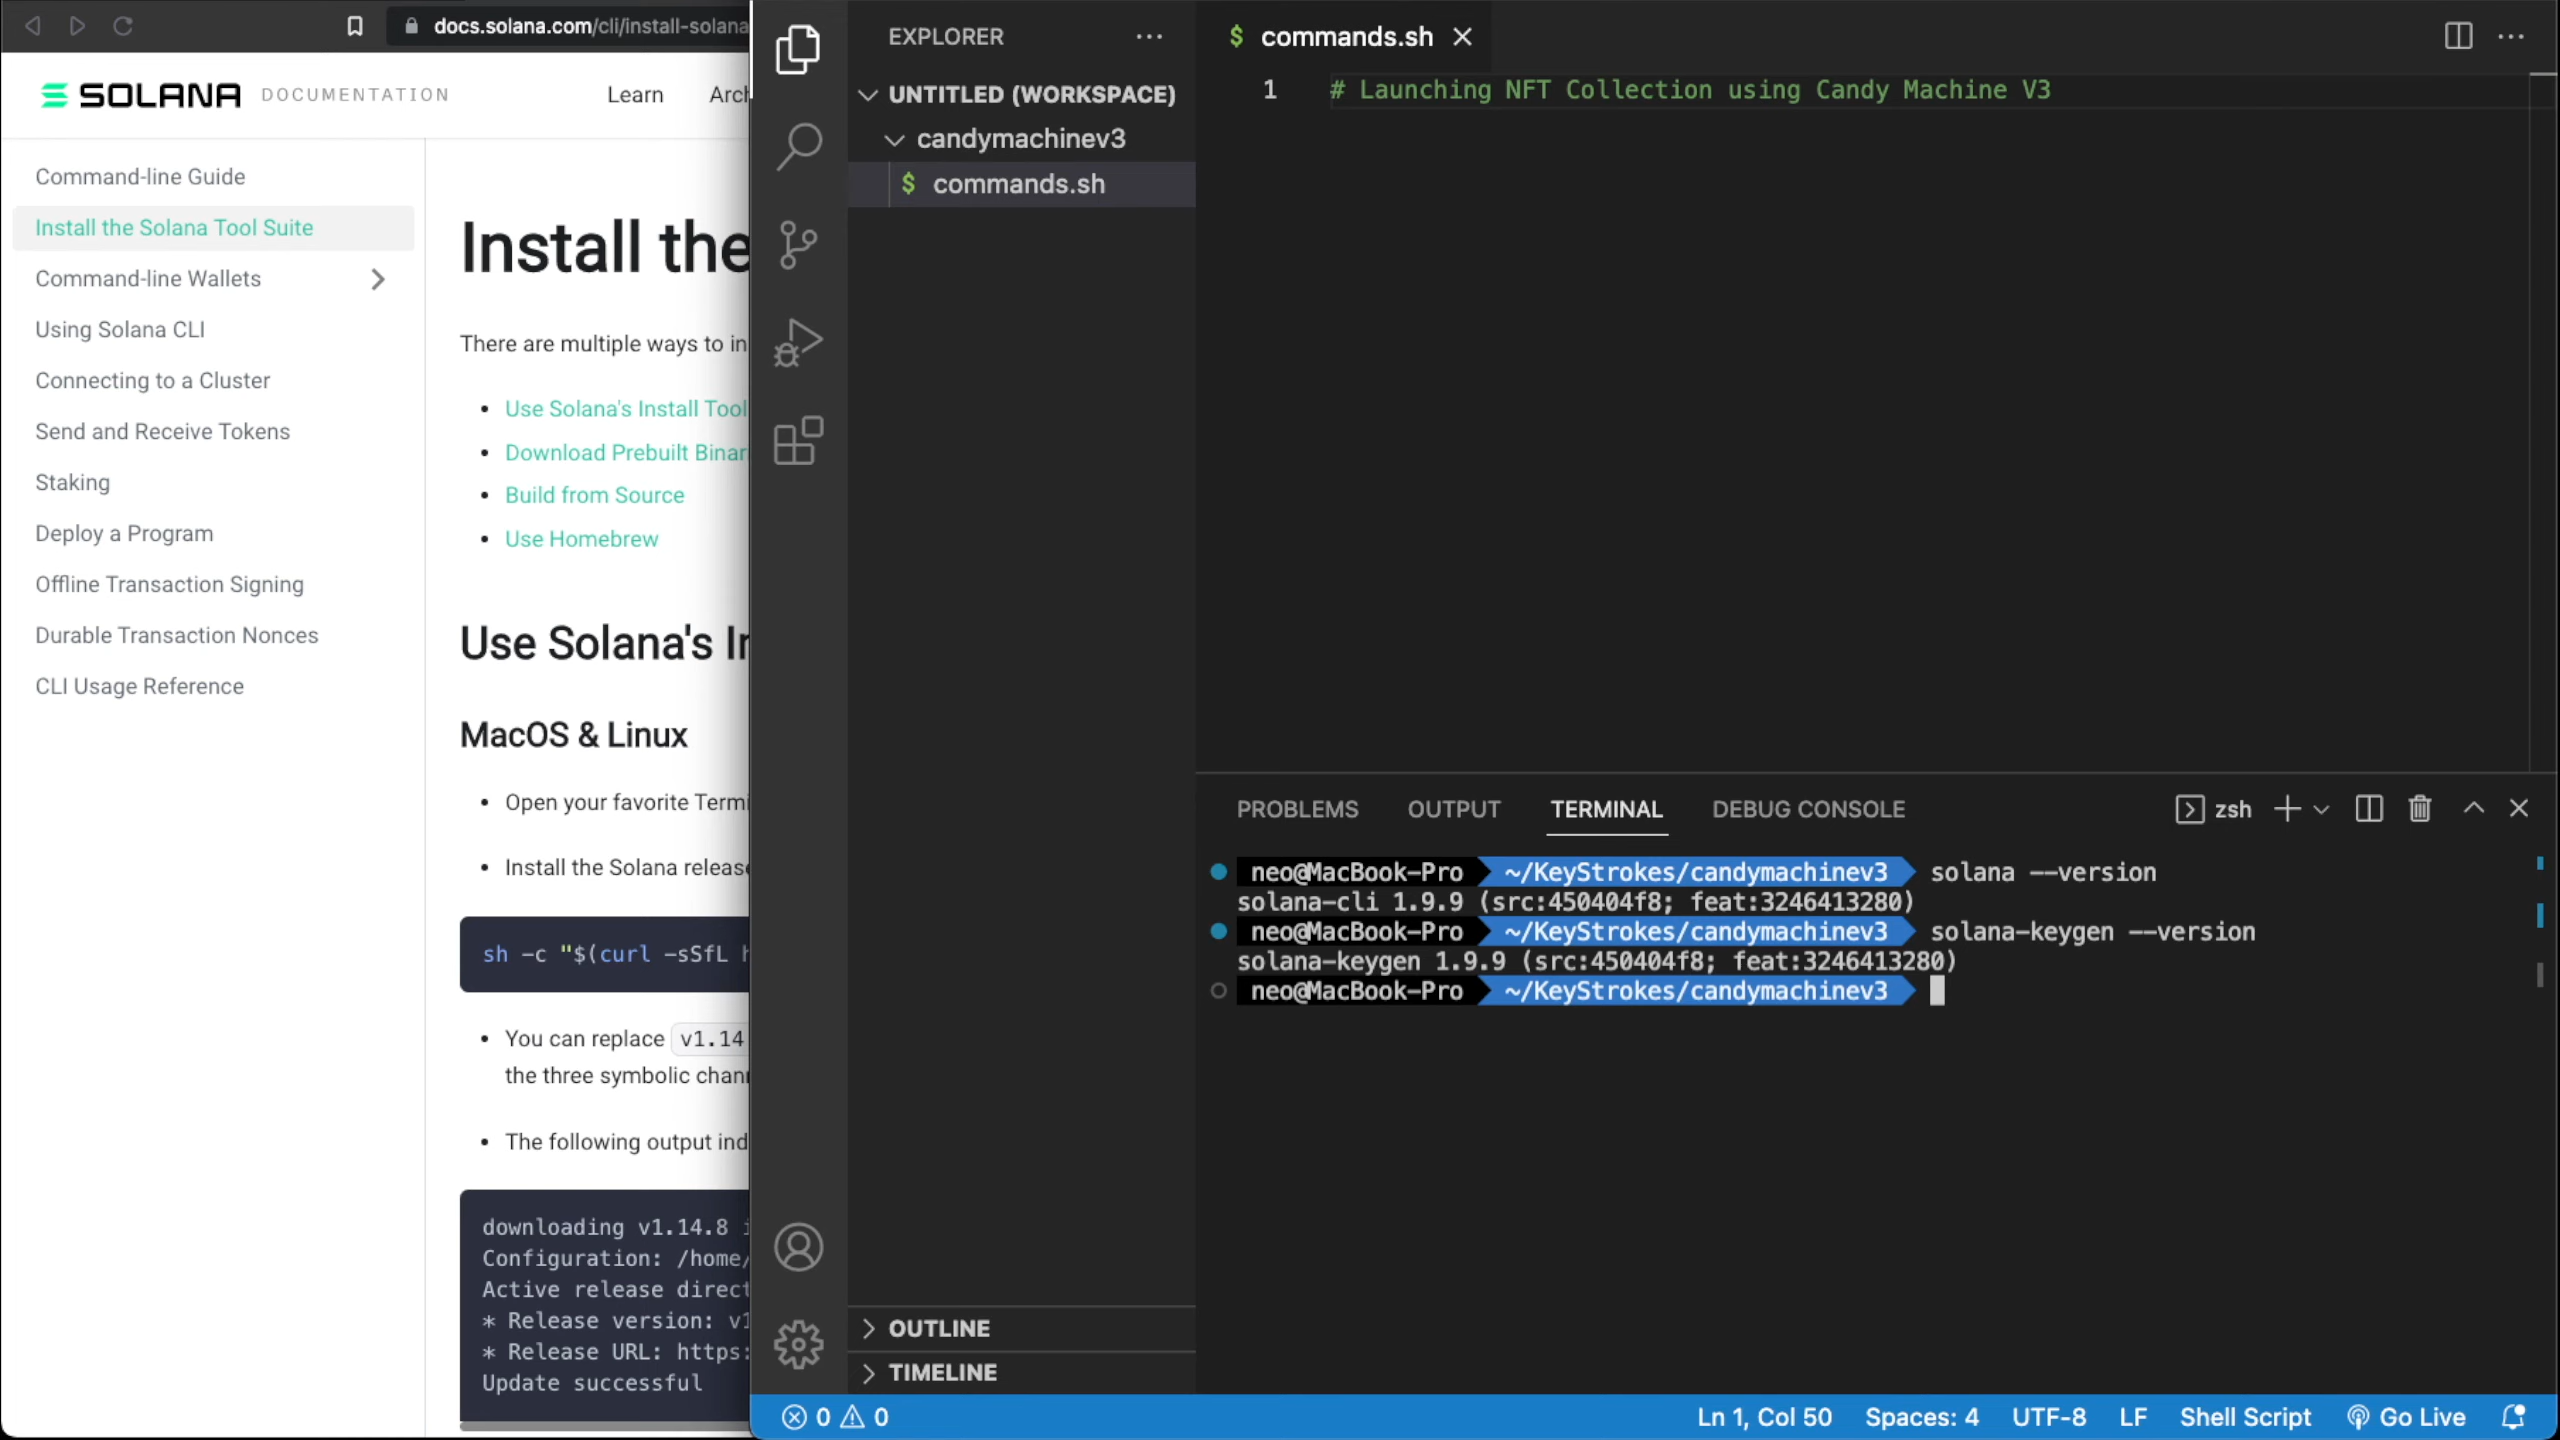 docs.solana.com/cli/install-solana
SOLANA DOCUMENTATION
Learn
Command-line Guide
Install the Solana Tool Suite
Command-line Wallets
Using Solana CLI
Connecting to a Cluster
Send and Receive Tokens
Staking
Deploy a Program
Offline Transaction Signing
Durable Transaction Nonces
CLI Usage Reference
Install the
There are multiple ways to in
Use Solana's Install Tool
Download Prebuilt Binar
Build from Source
Use Homebrew
Use Solana's
MacOS & Linux
Open your favorite Termi
Install the Solana release
sh -c "$(curl -sSfL h
You can replace v1.14
the three symbolic chann
The following output ind
downloading v1.14.8 i
Configuration: /home/
Active release direct
* Release version: v1
* Release URL: https:
Update successful
EXPLORER
UNTITLED (WORKSPACE)
candymachinev3
$ commands.sh
OUTLINE
TIMELINE
$ commands.sh
1 # Launching NFT Collection using Candy Machine V3
PROBLEMS OUTPUT TERMINAL DEBUG CONSOLE zsh
neo@MacBook-Pro ~/KeyStrokes/candymachinev3 solana --version
solana-cli 1.9.9 (src:450404f8; feat:3246413280)
neo@MacBook-Pro ~/KeyStrokes/candymachinev3 solana-keygen --version
solana-keygen 1.9.9 (src:450404f8; feat:3246413280)
neo@MacBook-Pro ~/KeyStrokes/candymachinev3
0 0 Ln 1, Col 50 Spaces: 4 UTF-8 LF Shell Script Go Live